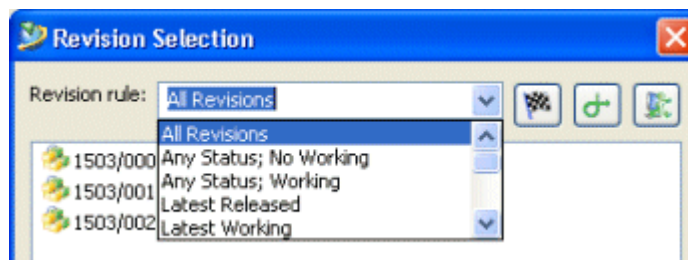 Revision Selection
Revision rule: All Revisions
All Revisions
1503/000 Any Status; No Working
1503/001 Any Status; Working
Latest Released
1503/002 Latest Working